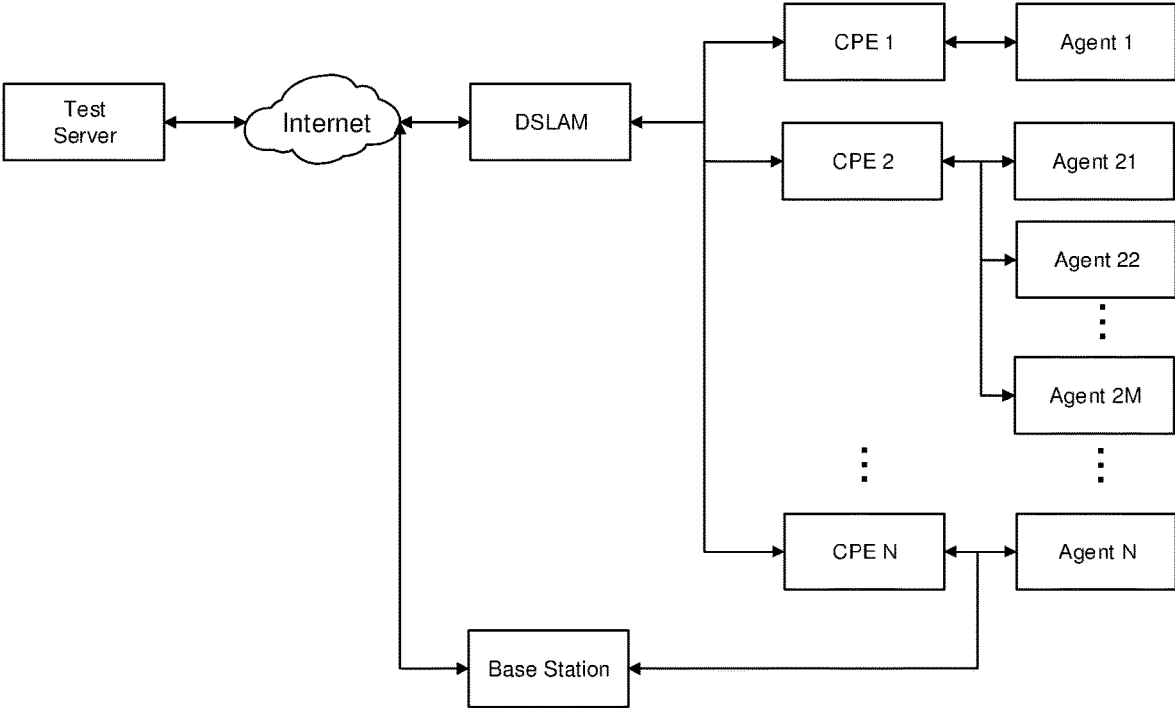 CPE 1
Agent 1
Test
Server
Internet
DSLAM
CPE 2
Agent 21
Agent 22
Agent 2M
CPE N
Agent N
Base Station